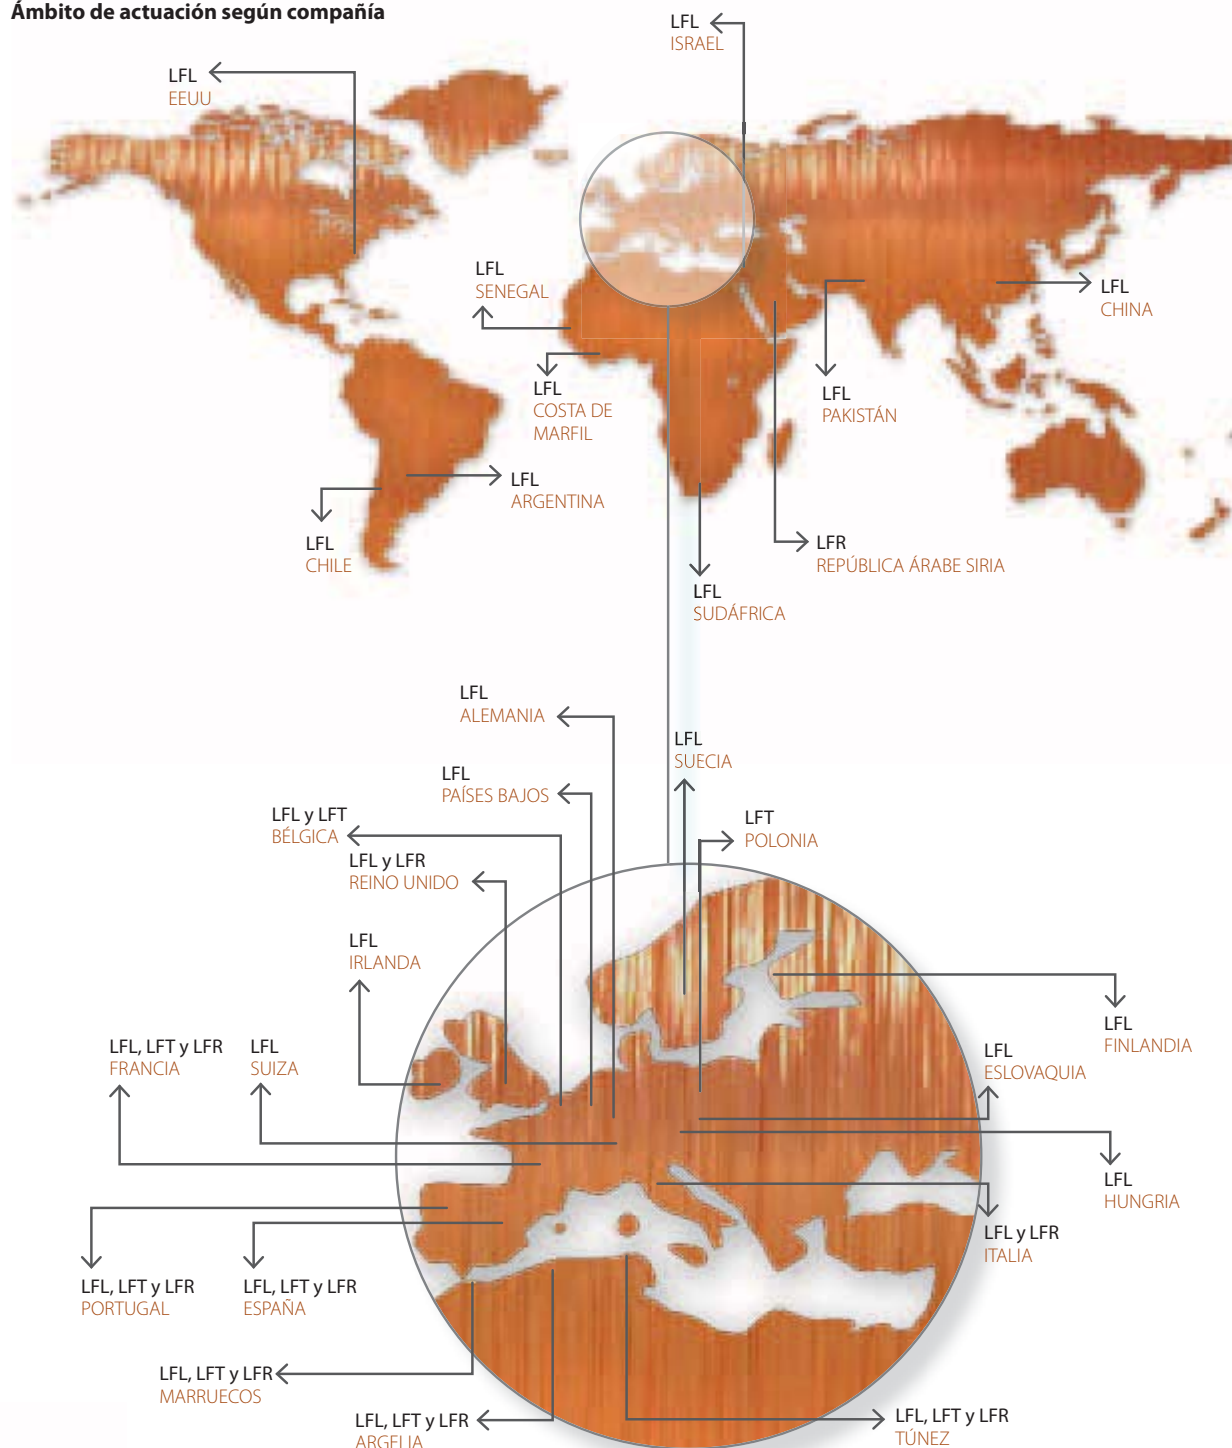 Ámbito de actuación según compañía
LFL
ISRAEL
LFL
EEUU
LFL
SENEGAL
LFL
CHINA
LFL
COSTA DE
MARFIL
LFL
PAKISTÁN
LFL
ARGENTINA
LFL
CHILE
LFR
REPÚBLICA ÁRABE SIRIA
LFL
SUDÁFRICA
LFL
ALEMANIA
LFL
SUECIA
LFL
PAÍSES BAJOS
LFL y LFT
BÉLGICA
LFT
POLONIA
LFL y LFR
REINO UNIDO
LFL
IRLANDA
LFL
FINLANDIA
LFL, LFT y LFR
FRANCIA
LFL
SUIZA
LFL
ESLOVAQUIA
LFL
HUNGRIA
LFL y LFR
ITALIA
LFL, LFT y LFR
PORTUGAL
LFL, LFT y LFR
ESPAÑA
LFL, LFT y LFR
MARRUECOS
LFL, LFT y LFR
ARGELIA
LFL, LFT y LFR
TÚNEZ